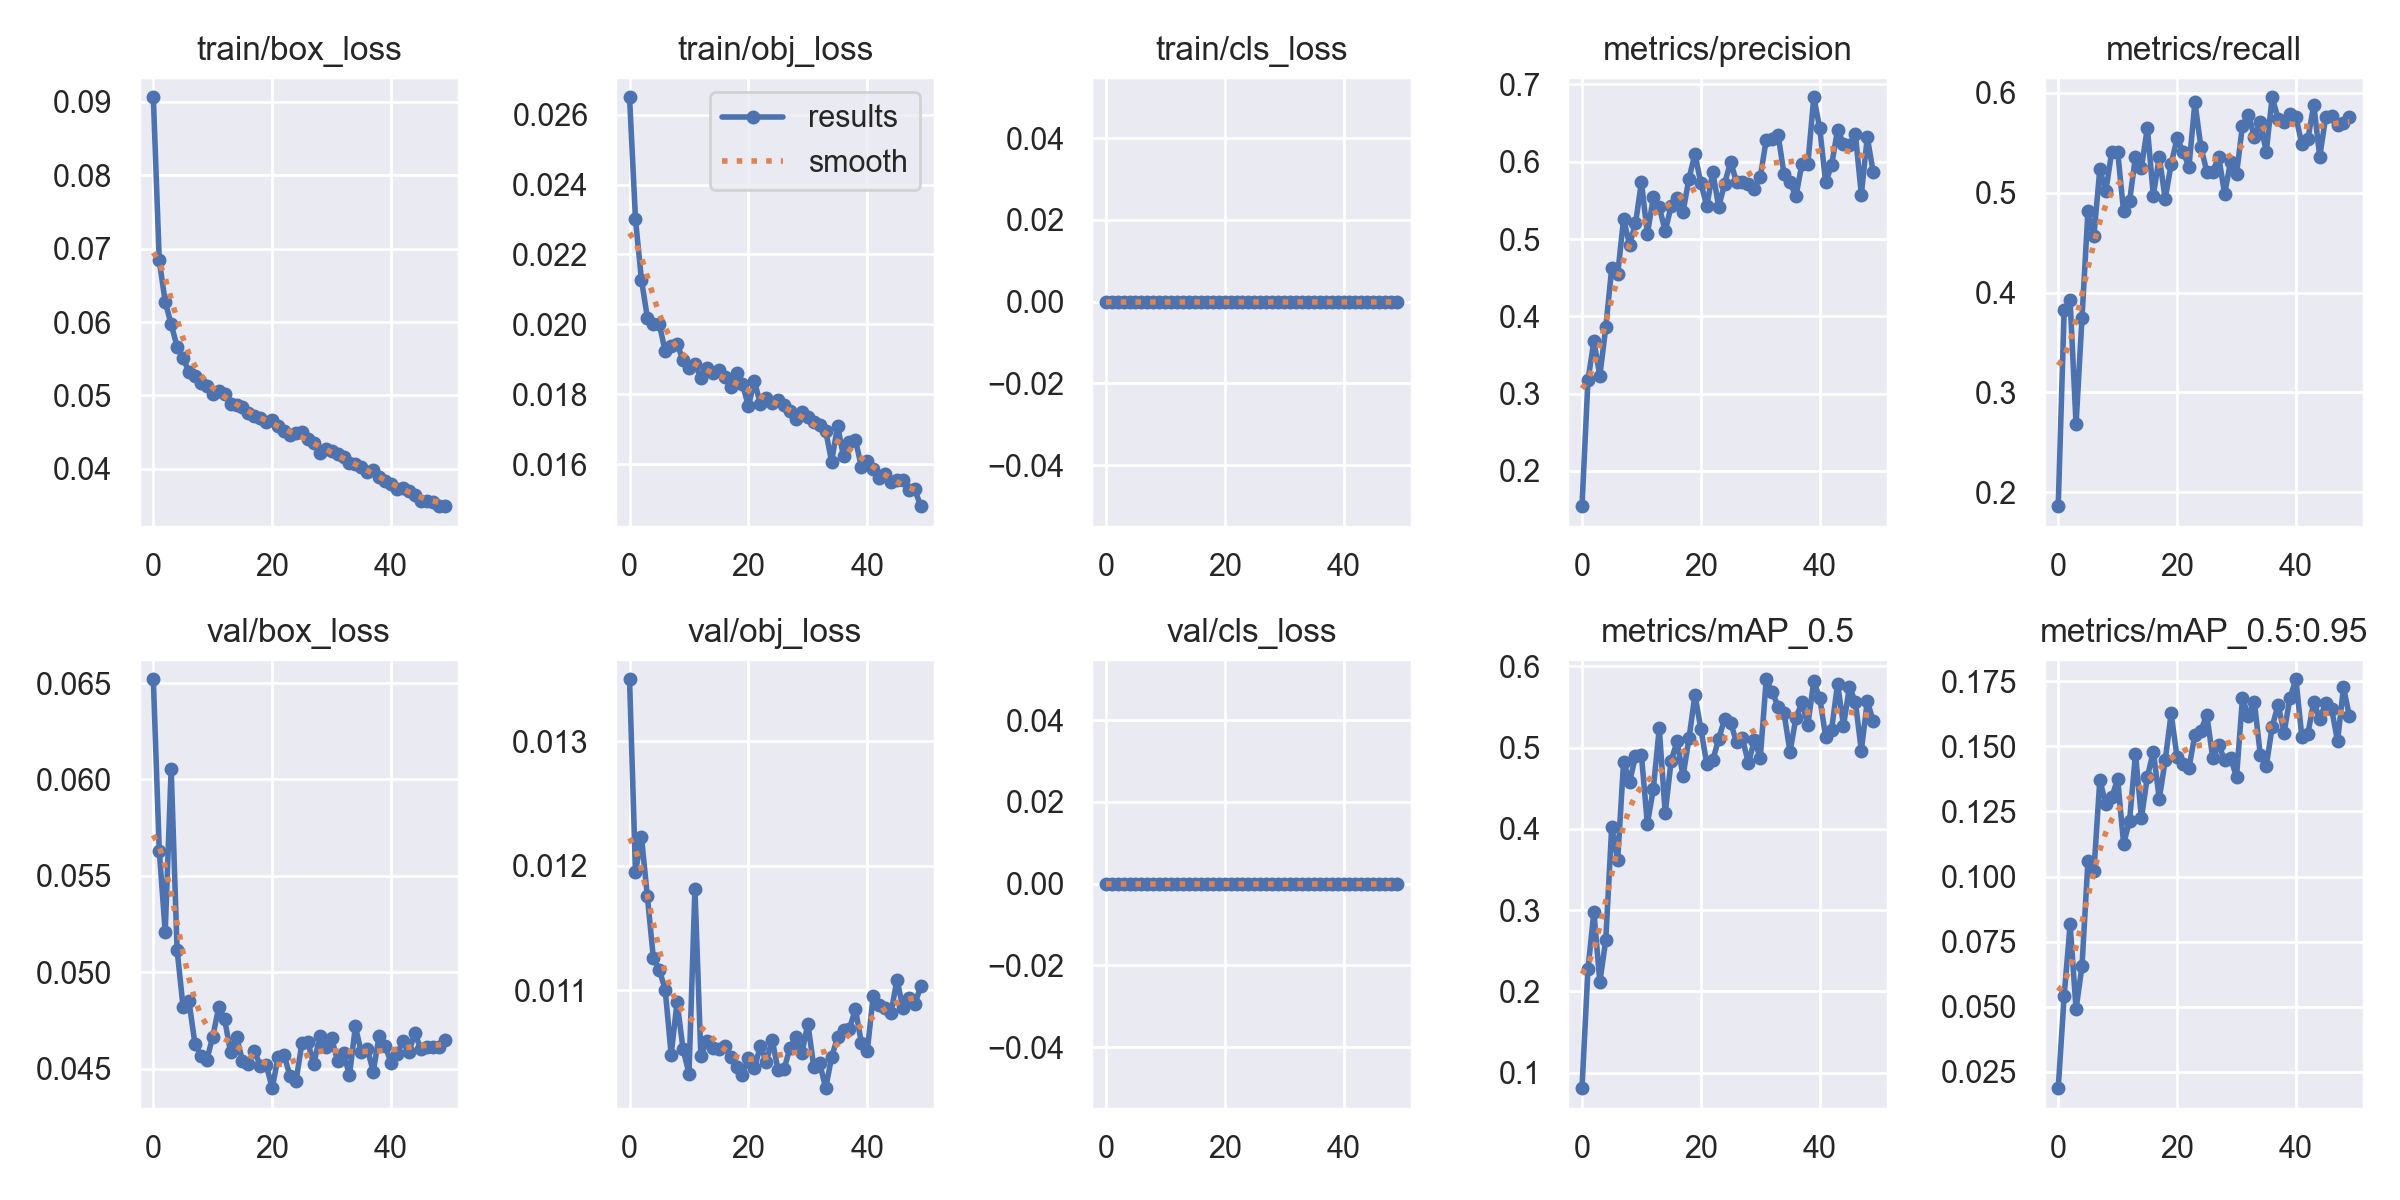 train/box_loss
0.09
0.08
0.07
0.06
0.05
0.04
0 20 40
train/obj_loss
results
smooth
0.026
0.024
0.022
0.020
0.018
0.016
0 20 40
train/cls_loss
0.04
0.02
0.00
−0.02
−0.04
0 20 40
metrics/precision
0.7
0.6
0.5
0.4
0.3
0.2
0 20 40
metrics/recall
0.6
0.5
0.4
0.3
0.2
0 20 40
val/box_loss
0.065
0.060
0.055
0.050
0.045
0 20 40
val/obj_loss
0.013
0.012
0.011
0 20 40
val/cls_loss
0.04
0.02
0.00
−0.02
−0.04
0 20 40
metrics/mAP_0.5
0.6
0.5
0.4
0.3
0.2
0.1
0 20 40
metrics/mAP_0.5:0.95
0.175
0.150
0.125
0.100
0.075
0.050
0.025
0 20 40